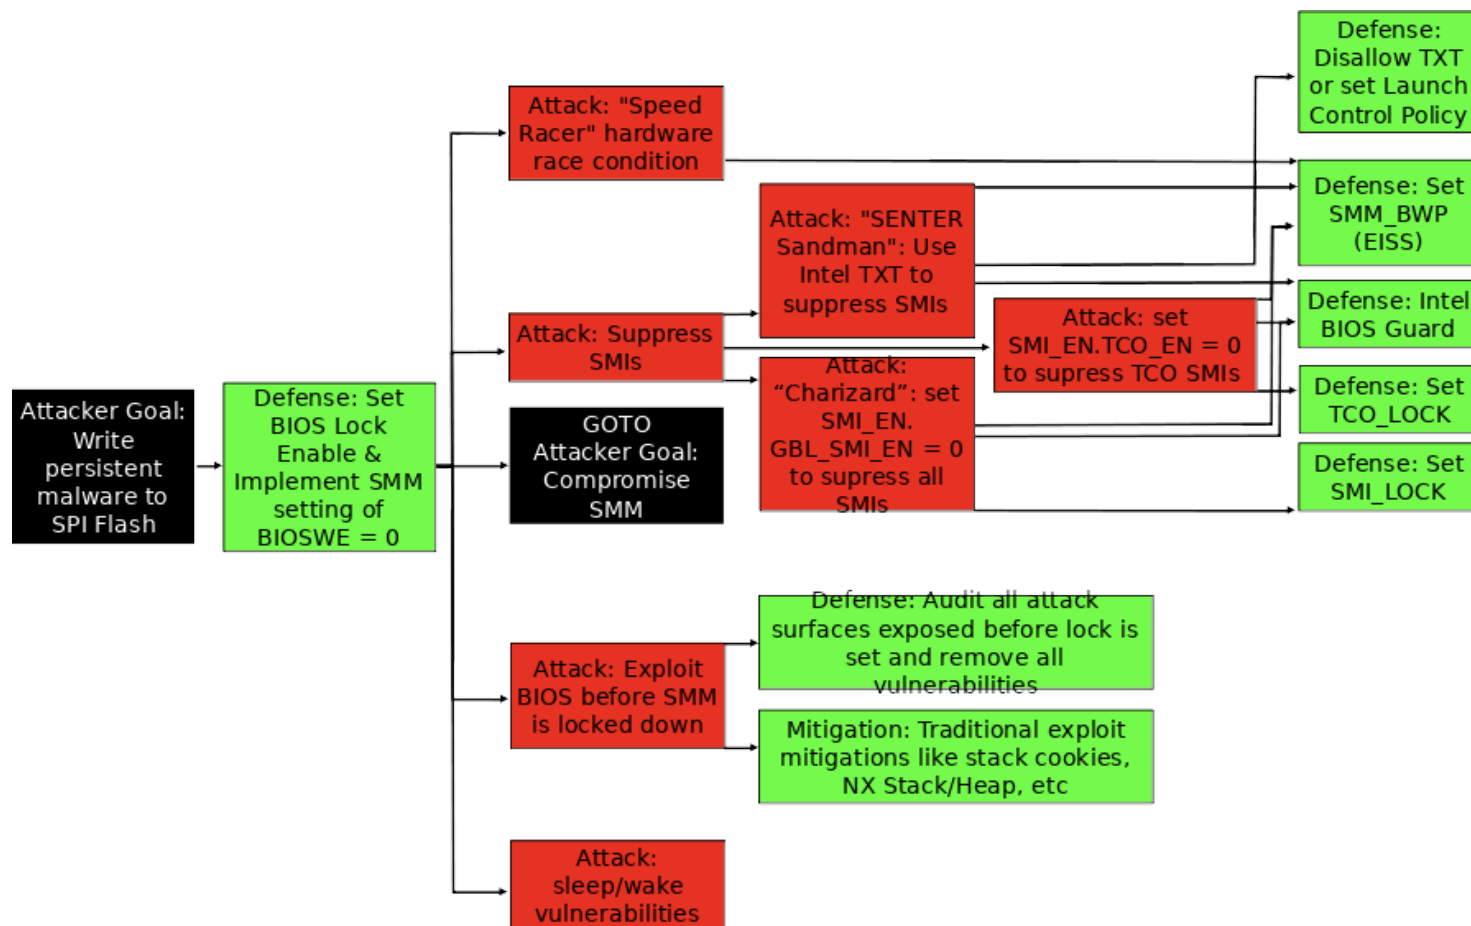 Attacker Goal:
Write
persistent
malware to
SPI Flash
Defense: Set
BIOS Lock
Enable &
Implement SMM
setting of
BIOSWE = 0
Attack: "Speed
Racer" hardware
race condition
Attack: Suppress
SMIs
GOTO
Attacker Goal:
Compromise
SMM
Attack: Exploit
BIOS before SMM
is locked down
Attack:
sleep/wake
vulnerabilities
Attack: "SENTER
Sandman": Use
Intel TXT to
suppress SMIs
Attack:
“Charizard”: set
SMI_EN.
GBL_SMI_EN = 0
to supress all
SMIs
Defense: Audit all attack
surfaces exposed before lock is
set and remove all
vulnerabilities
Mitigation: Traditional exploit
mitigations like stack cookies,
NX Stack/Heap, etc
Attack: set
SMI_EN.TCO_EN = 0
to supress TCO SMIs
Defense:
Disallow TXT
or set Launch
Control Policy
Defense: Set
SMM_BWP
(EISS)
Defense: Intel
BIOS Guard
Defense: Set
TCO_LOCK
Defense: Set
SMI_LOCK